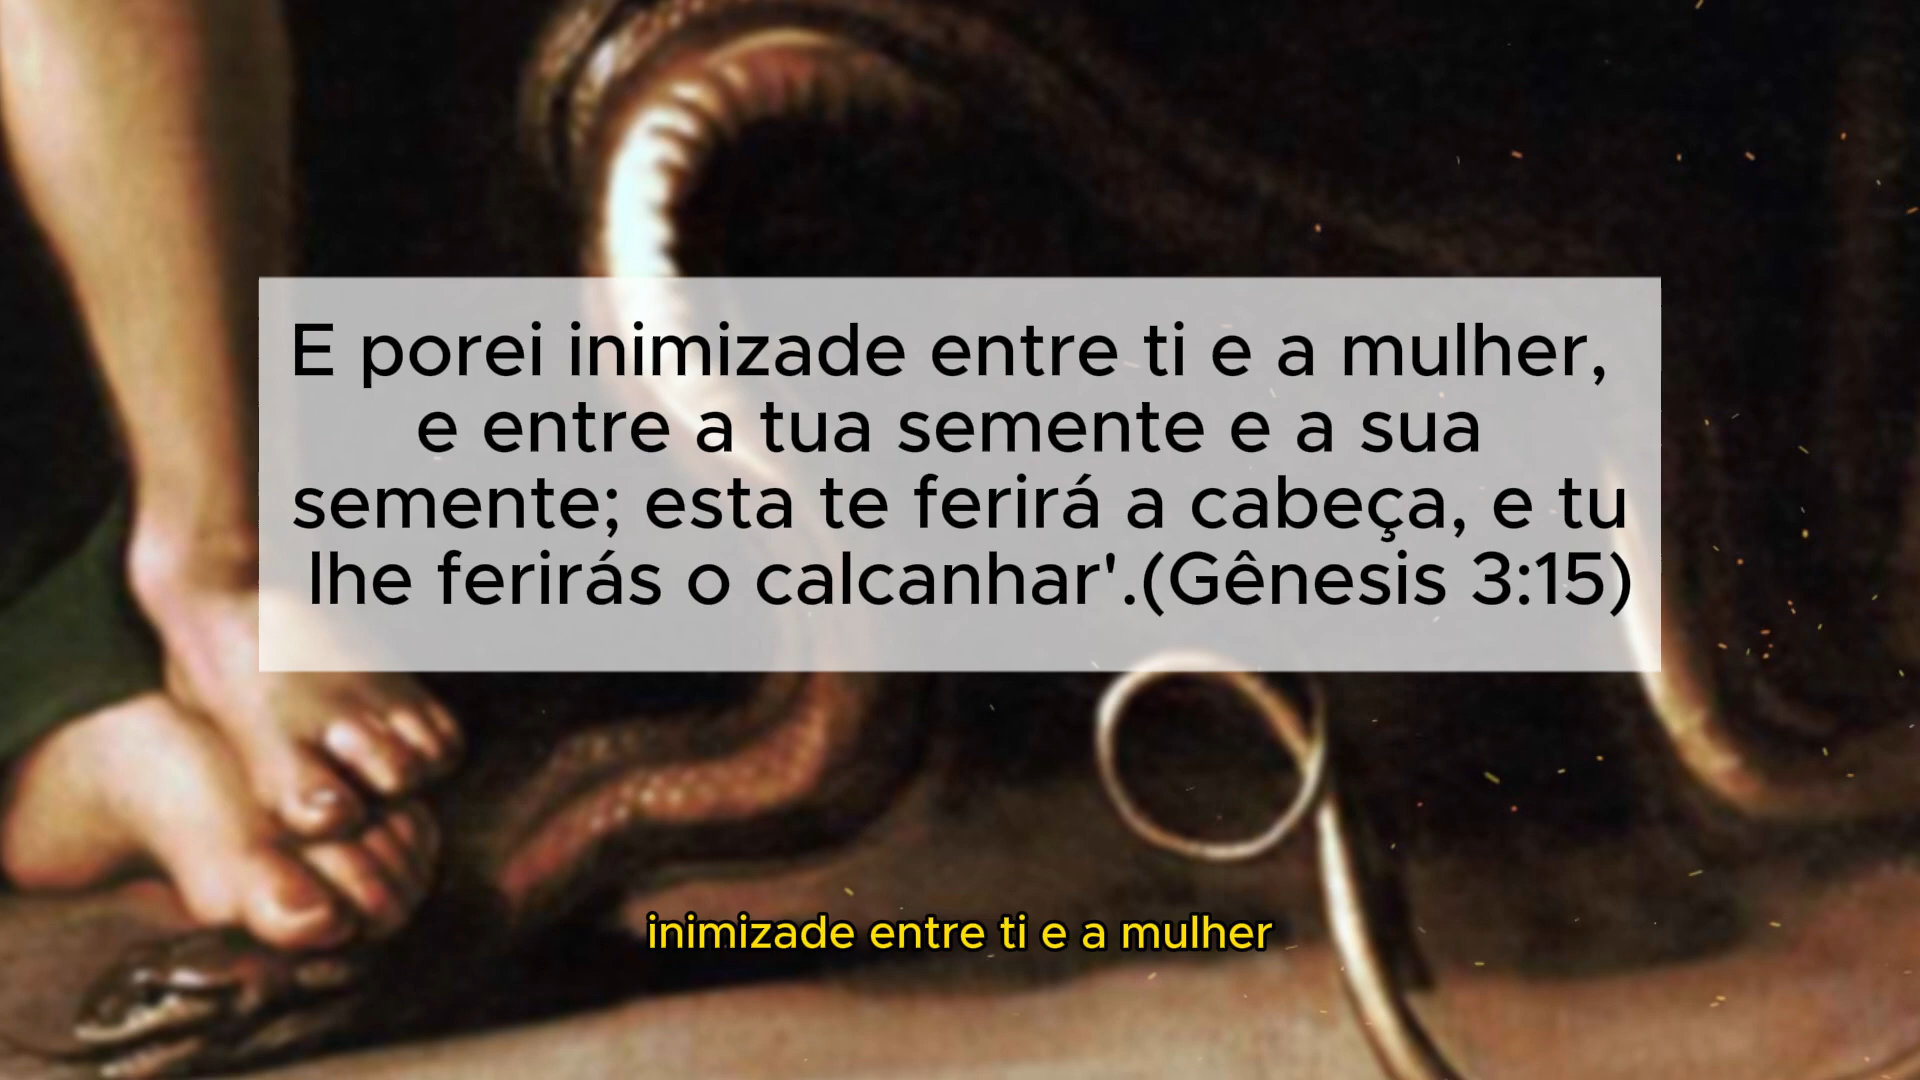 E porei inimizade entre ti e a mulher,
e entre a tua semente e a sua
semente; esta te ferirá a cabeça, e tu
lhe ferirás o calcanhar'.(Gênesis 3:15)
inimizade entre ti e a mulher